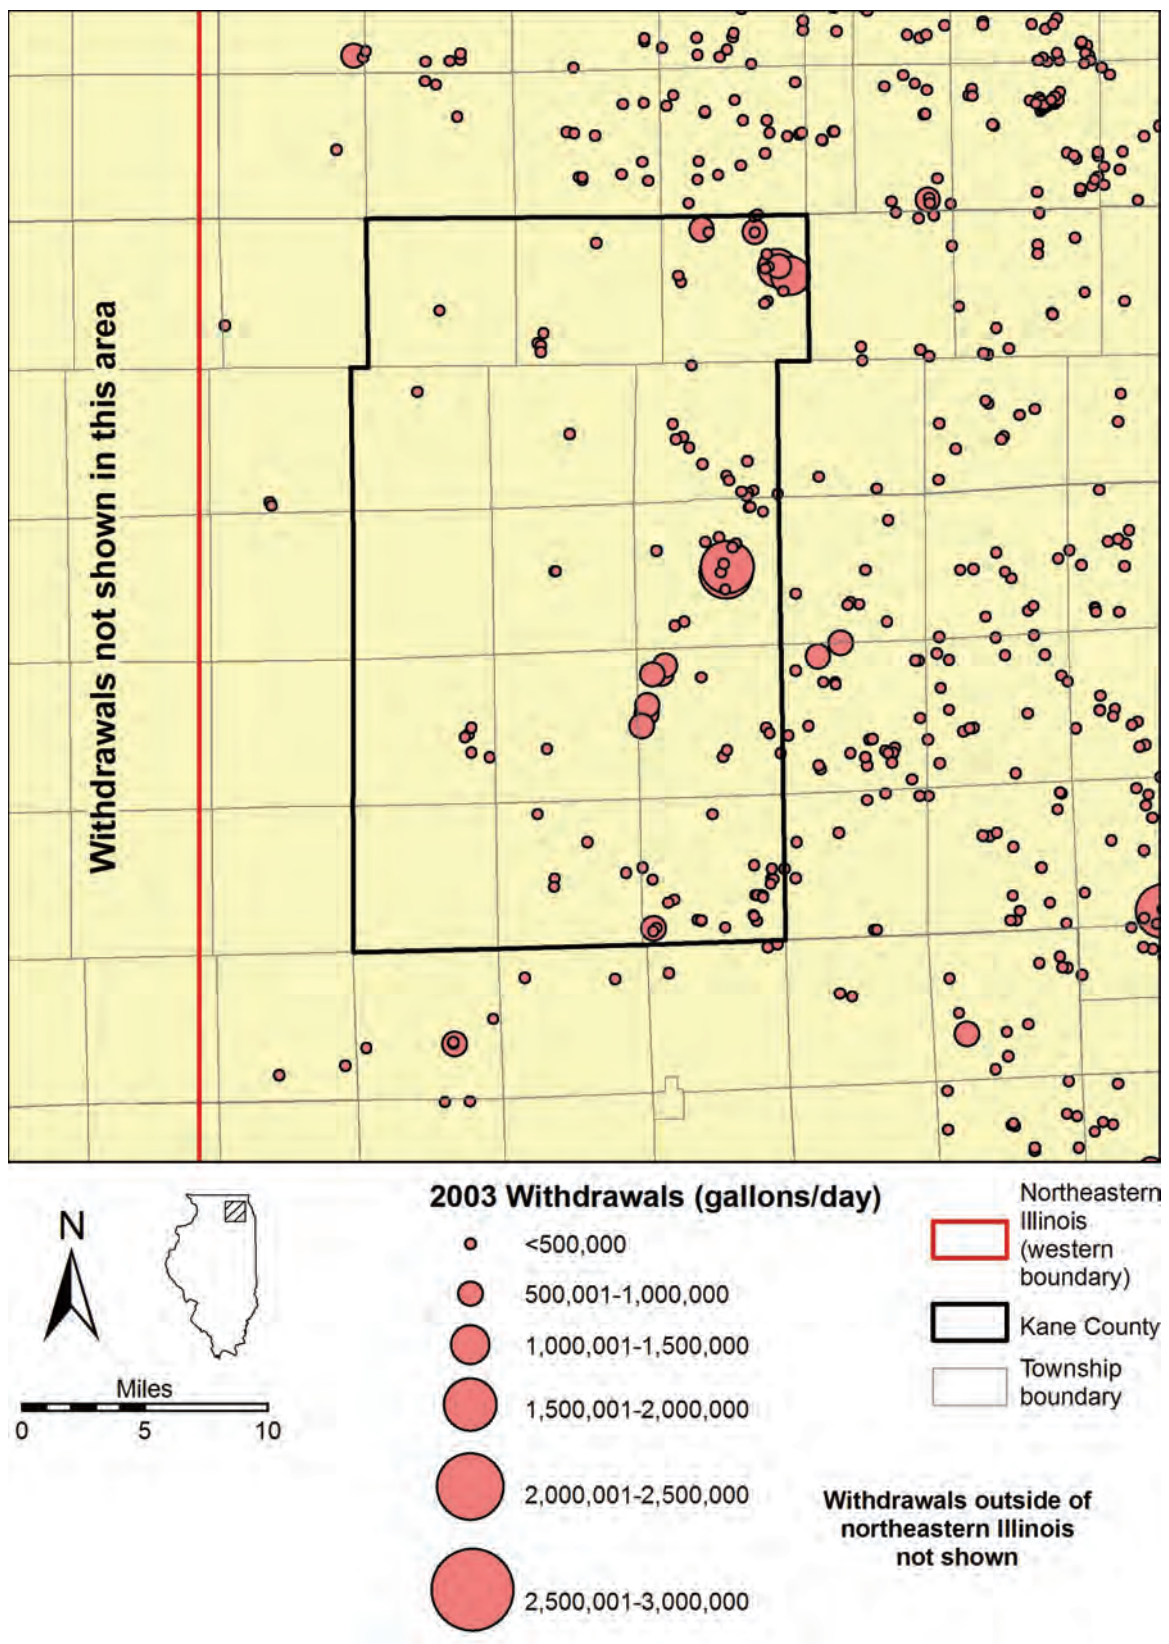 Withdrawals not shown in this area
2003 Withdrawals (gallons/day)
<500,000
500,001-1,000,000
1,000,001-1,500,000
1,500,001-2,000,000
2,000,001-2,500,000
2,500,001-3,000,000
Northeastern
Illinois
(western
boundary)
Kane County
Township
boundary
N
Miles
0 5 10
Withdrawals outside of
northeastern Illinois
not shown